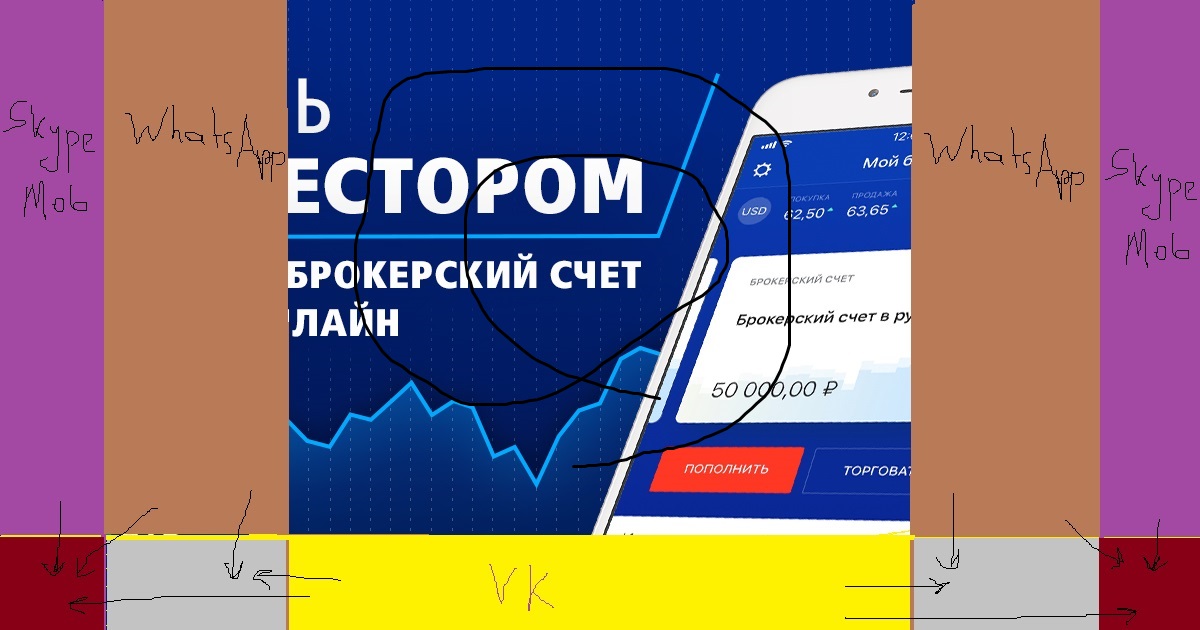 Skype
Mob
WhatsApp
Ь
ЕСТОРОМ
БРОКЕРСКИЙ СЧЕТ
ЛАЙН
12:0
Мой б
USD
ПОКУПКА
62,50
ПРОДАЖА
63,65
БРОКЕРСКИЙ СЧЕТ
Брокерский счет в ру
50 000,00 ₽
ПОПОЛНИТЬ
ТОРГОВАТ
WhatsApp
Skype
Mob
VK